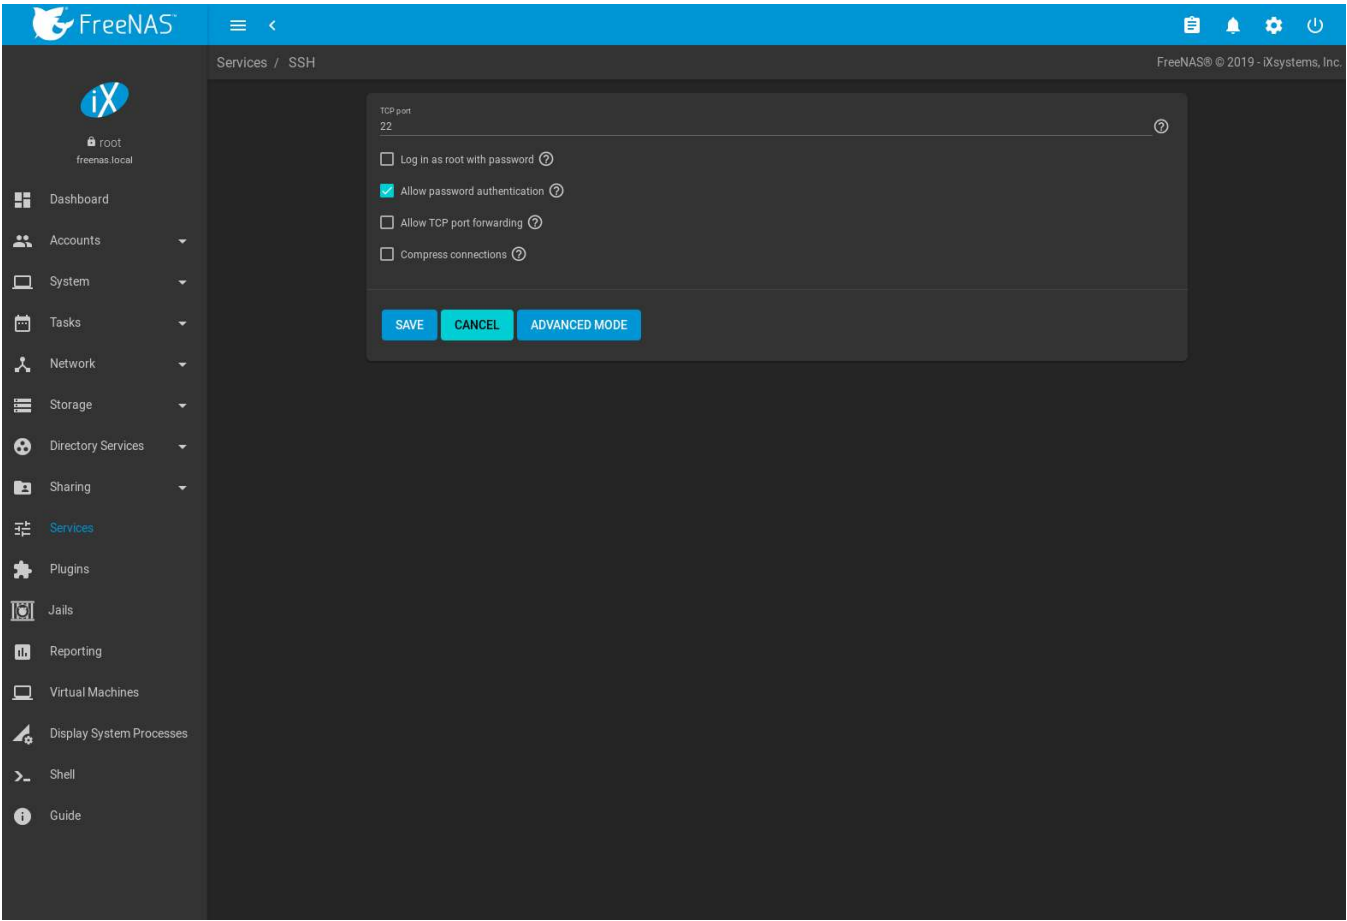 FreeNAS™
Services / SSH
FreeNAS® © 2019 - iXsystems, Inc.
iX
root
freenas.local
Dashboard
Accounts
System
Tasks
Network
Storage
Directory Services
Sharing
Services
Plugins
Jails
Reporting
Virtual Machines
Display System Processes
Shell
Guide
TCP port
22
Log in as root with password
Allow password authentication
Allow TCP port forwarding
Compress connections
SAVE CANCEL ADVANCED MODE